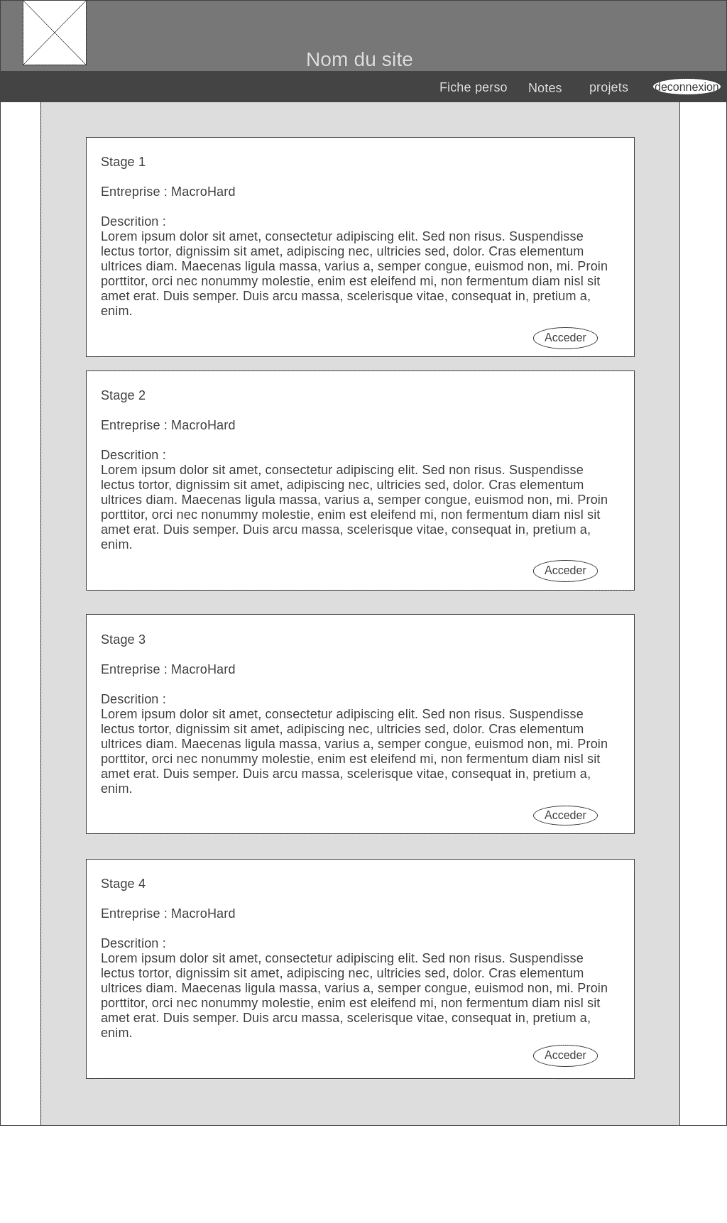 Nom du site
Fiche perso
Notes
projets
deconnexion
Stage 1
Entreprise : MacroHard
Descrition :
Lorem ipsum dolor sit amet, consectetur adipiscing elit. Sed non risus. Suspendisse
lectus tortor, dignissim sit amet, adipiscing nec, ultricies sed, dolor. Cras elementum
ultrices diam. Maecenas ligula massa, varius a, semper congue, euismod non, mi. Proin
porttitor, orci nec nonummy molestie, enim est eleifend mi, non fermentum diam nisl sit
amet erat. Duis semper. Duis arcu massa, scelerisque vitae, consequat in, pretium a,
enim.
Acceder
Stage 2
Entreprise : MacroHard
Descrition :
Lorem ipsum dolor sit amet, consectetur adipiscing elit. Sed non risus. Suspendisse
lectus tortor, dignissim sit amet, adipiscing nec, ultricies sed, dolor. Cras elementum
ultrices diam. Maecenas ligula massa, varius a, semper congue, euismod non, mi. Proin
porttitor, orci nec nonummy molestie, enim est eleifend mi, non fermentum diam nisl sit
amet erat. Duis semper. Duis arcu massa, scelerisque vitae, consequat in, pretium a,
enim.
Acceder
Stage 3
Entreprise : MacroHard
Descrition :
Lorem ipsum dolor sit amet, consectetur adipiscing elit. Sed non risus. Suspendisse
lectus tortor, dignissim sit amet, adipiscing nec, ultricies sed, dolor. Cras elementum
ultrices diam. Maecenas ligula massa, varius a, semper congue, euismod non, mi. Proin
porttitor, orci nec nonummy molestie, enim est eleifend mi, non fermentum diam nisl sit
amet erat. Duis semper. Duis arcu massa, scelerisque vitae, consequat in, pretium a,
enim.
Acceder
Stage 4
Entreprise : MacroHard
Descrition :
Lorem ipsum dolor sit amet, consectetur adipiscing elit. Sed non risus. Suspendisse
lectus tortor, dignissim sit amet, adipiscing nec, ultricies sed, dolor. Cras elementum
ultrices diam. Maecenas ligula massa, varius a, semper congue, euismod non, mi. Proin
porttitor, orci nec nonummy molestie, enim est eleifend mi, non fermentum diam nisl sit
amet erat. Duis semper. Duis arcu massa, scelerisque vitae, consequat in, pretium a,
enim.
Acceder